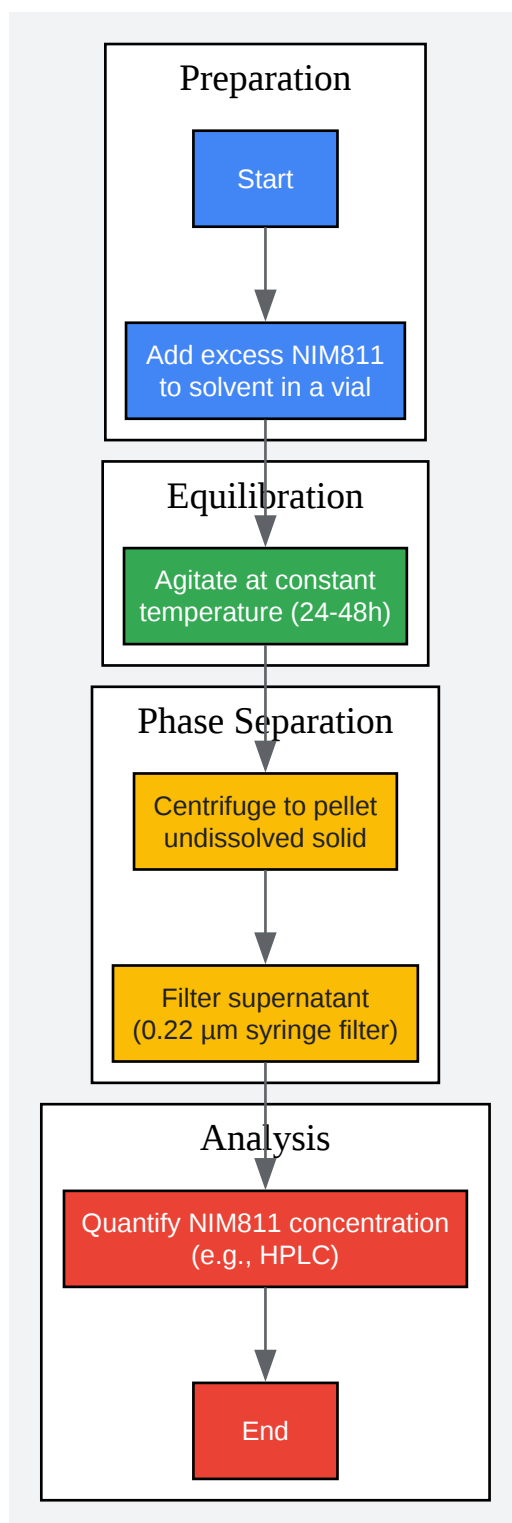 Preparation
Start
Add excess NIM811
to solvent in a vial
Equilibration
Agitate at constant
temperature (24-48h)
Phase Separation
Centrifuge to pellet
undissolved solid
Filter supernatant
(0.22 µm syringe filter)
Analysis
Quantify NIM811 concentration
(e.g., HPLC)
End